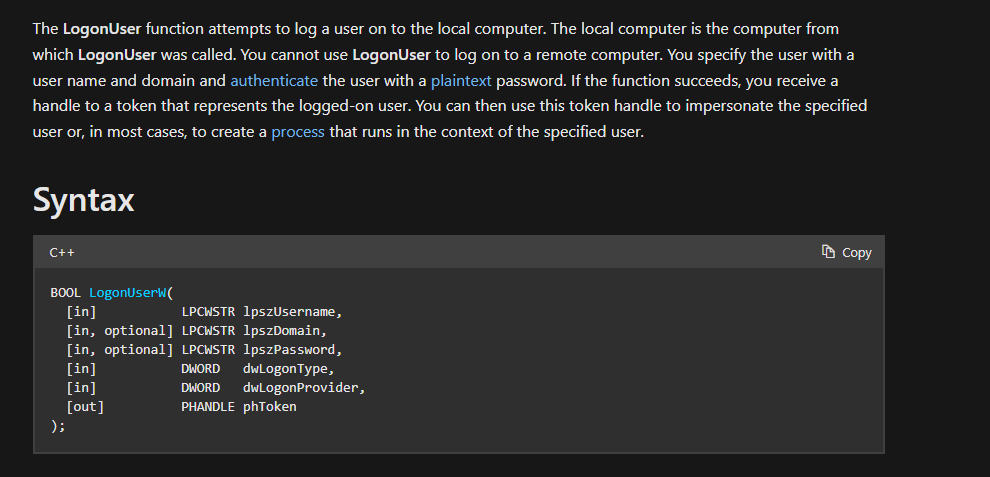 The LogonUser function attempts to log a user on to the local computer. The local computer is the computer from
which LogonUser was called. You cannot use LogonUser to log on to a remote computer. You specify the user with a
user name and domain and authenticate the user with a plaintext password. If the function succeeds, you receive a
handle to a token that represents the logged-on user. You can then use this token handle to impersonate the specified
user or, in most cases, to create a process that runs in the context of the specified user.
Syntax
C++ Copy
BOOL LogonUserW(
  [in]           LPCWSTR lpszUsername,
  [in, optional] LPCWSTR lpszDomain,
  [in, optional] LPCWSTR lpszPassword,
  [in]           DWORD   dwLogonType,
  [in]           DWORD   dwLogonProvider,
  [out]          PHANDLE phToken
);